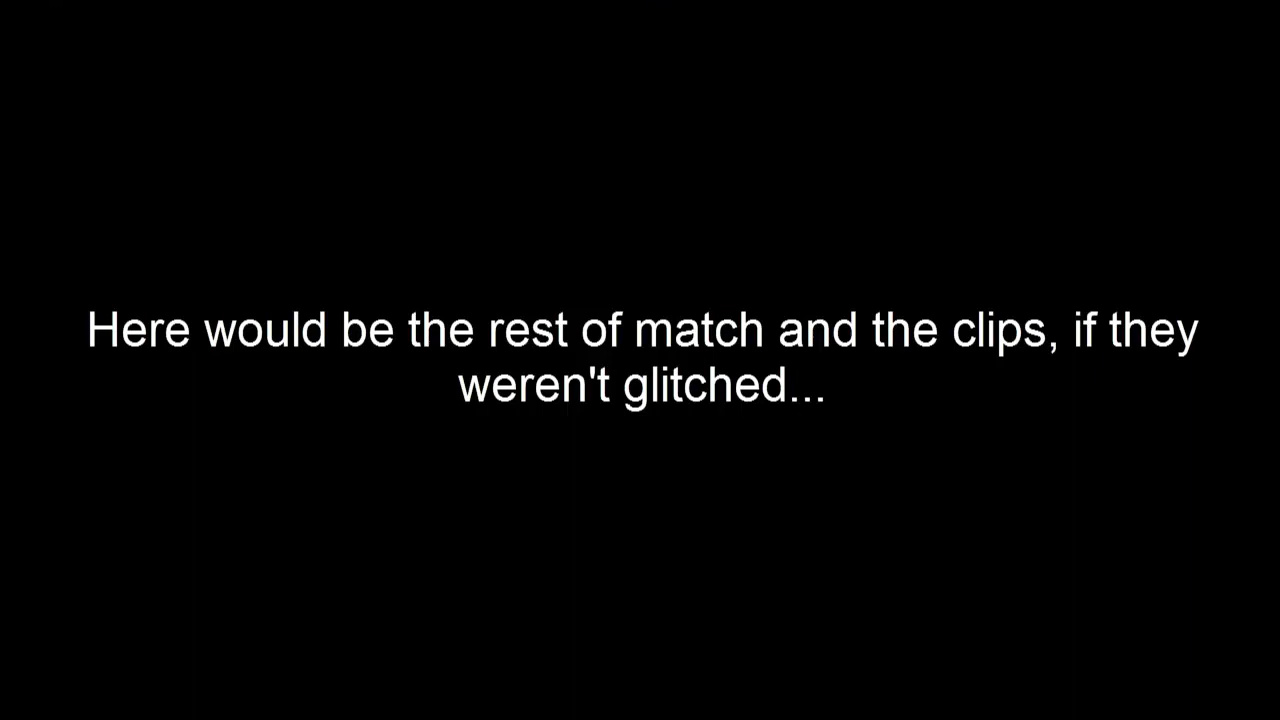 Here would be the rest of match and the clips, if they
weren't glitched...